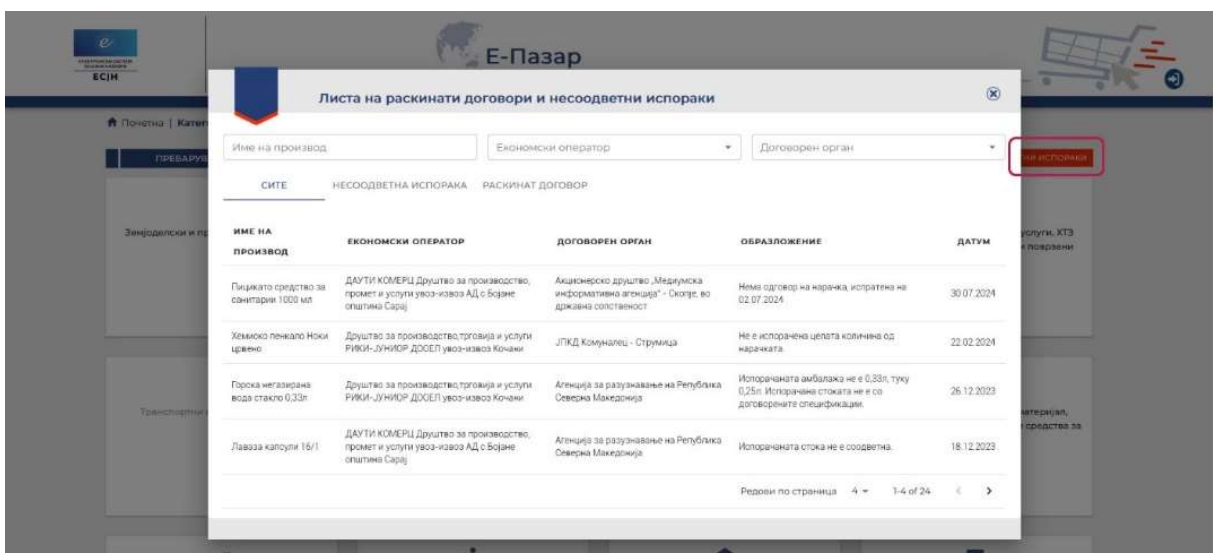 ЕСЈН
Е-Пазар
Листа на раскинати договори и несоодветни испораки
Почетна | Катег
Име на производ
Економски оператор
Договорен орган
ПРЕБАРУВ
НИ ИСПОРАКИ
СИТЕ
НЕСООДВЕТНА ИСПОРАКА
РАСКИНАТ ДОГОВОР
Земјоделски и пр
услуги, ХТЗ
и поврзани
ИМЕ НА
ПРОИЗВОД
ЕКОНОМСКИ ОПЕРАТОР
ДОГОВОРЕН ОРГАН
ОБРАЗЛОЖЕНИЕ
ДАТУМ
Пицикато средство за
санитарии 1000 мл
ДАУТИ КОМЕРЦ Друштво за производство,
промет и услуги увоз-извоз АД с.Бојане
општина Сарај
Акционерско друштво „Медиумска
информативна агенција" - Скопје, во
државна сопственост
Нема одговор на нарачка, испратена на
02.07.2024
30.07.2024
Хемиско пенкало Ноки
црвено
Друштво за производство,трговија и услуги
РИКИ-ЈУНИОР ДООЕЛ увоз-извоз Кочани
ЈПКД Комуналец - Струмица
Не е испорачена целата количина од
нарачката.
22.02.2024
Горска негазирана
вода стакло 0,33л
Друштво за производство,трговија и услуги
РИКИ-ЈУНИОР ДООЕЛ увоз-извоз Кочани
Агенција за разузнавање на Република
Северна Македонија
Испорачаната амбалажа не е 0,33л, туку
0,25л. Испорачана стоката не е со
договорените спецификации.
26.12.2023
Транспортни
материјал,
и средства за
Лаваза капсули 16/1
ДАУТИ КОМЕРЦ Друштво за производство,
промет и услуги увоз-извоз АД с.Бојане
општина Сарај
Агенција за разузнавање на Република
Северна Македонија
Испорачаната стока не е соодветна.
18.12.2023
Редови по страница 4 1-4 of 24